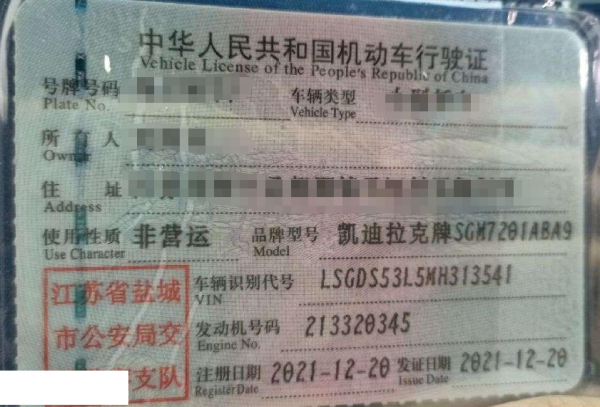 中华人民共和国机动车行驶证
Vehicle License of the People's Republic of China
号牌号码 车辆类型
Plate No. Vehicle Type
所有人
Owner
住址
Address
使用性质 非营运 品牌型号 凯迪拉克牌SGM7201ABA9
Use Character Model
江苏省盐城
市公安局交
支队
车辆识别代号 LSGDS53L5MH313541
VIN
发动机号码 213320345
Engine No.
注册日期 2021-12-20 发证日期 2021-12-20
Register Date Issue Date